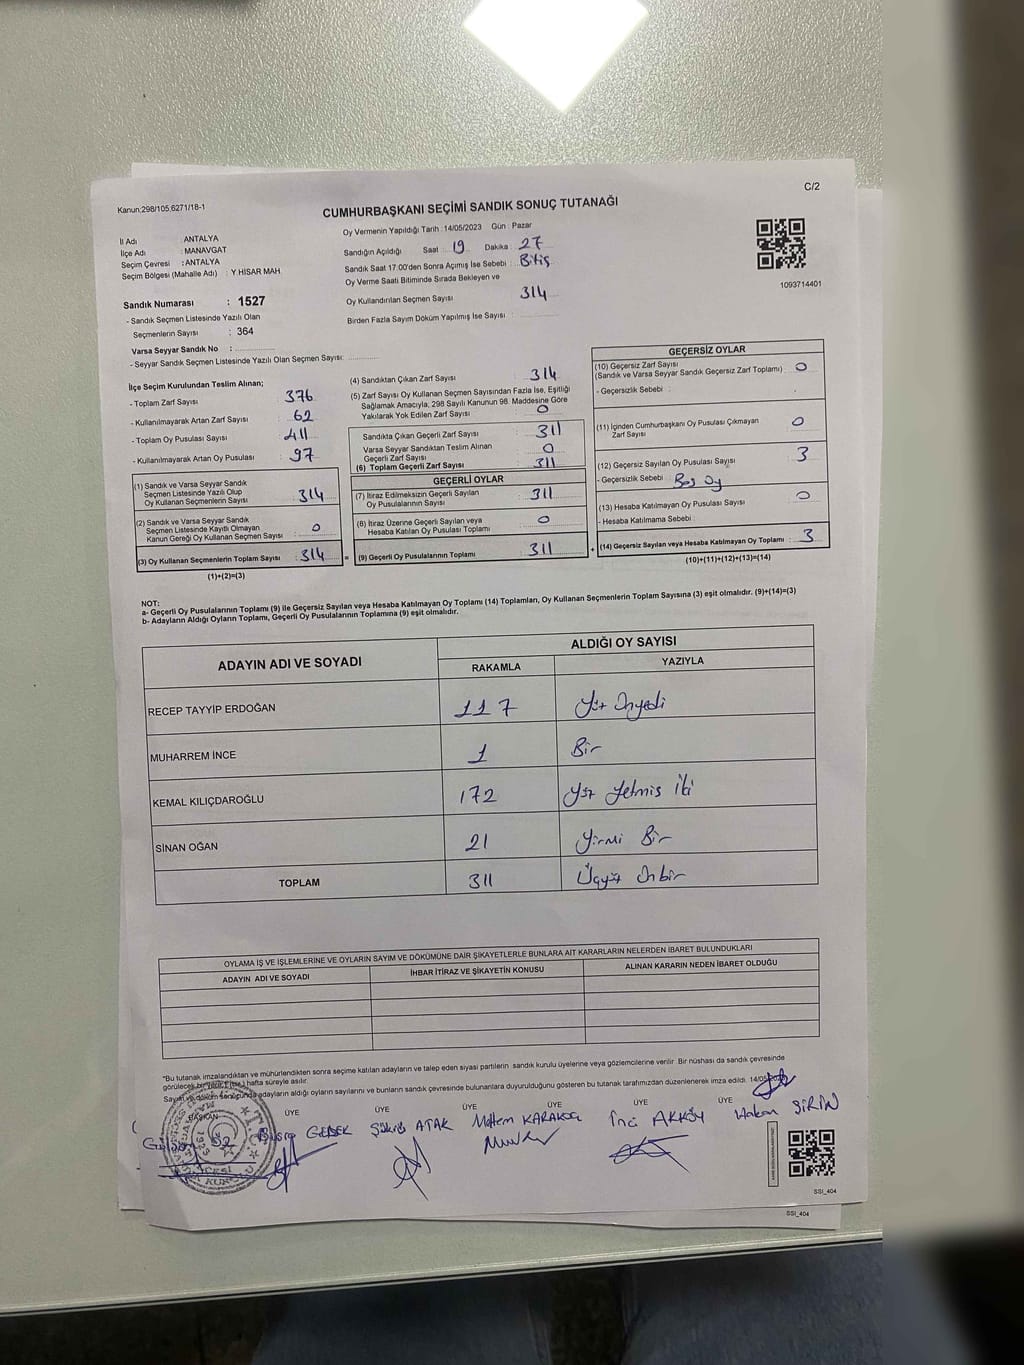 C/2
Kanun:298/105,6271/18-1
CUMHURBAŞKANI SEÇİMİ SANDIK SONUÇ TUTANAĞI
Oy Vermenin Yapıldığı Tarih : 14/05/2023 Gün : Pazar
İl Adı : ANTALYA
İlçe Adı : MANAVGAT
Seçim Çevresi : ANTALYA
Seçim Bölgesi (Mahalle Adı) : Y.HİSAR MAH
Sandığın Açıldığı Saat : 19 Dakika : 27
Sandık Saat 17:00'den Sonra Açımış İse Sebebi : Bitiş
Oy Verme Saati Bitiminde Sırada Bekleyen ve
Oy Kullandırılan Seçmen Sayısı : 314
Birden Fazla Sayım Döküm Yapılmış İse Sayısı :
1093714401
Sandık Numarası : 1527
- Sandık Seçmen Listesinde Yazılı Olan
Seçmenlerin Sayısı : 364
Varsa Seyyar Sandık No :
- Seyyar Sandık Seçmen Listesinde Yazılı Olan Seçmen Sayısı:
İlçe Seçim Kurulundan Teslim Alınan;
- Toplam Zarf Sayısı : 376
- Kullanılmayarak Artan Zarf Sayısı : 62
- Toplam Oy Pusulası Sayısı : 411
- Kullanılmayarak Artan Oy Pusulası : 97
(1) Sandık ve Varsa Seyyar Sandık
Seçmen Listesinde Yazılı Olup
Oy Kullanan Seçmenlerin Sayısı : 314
(2) Sandık ve Varsa Seyyar Sandık
Seçmen Listesinde Kayıtlı Olmayan
Kanun Gereği Oy Kullanan Seçmen Sayısı : 0
(3) Oy Kullanan Seçmenlerin Toplam Sayısı : 314 =
(1)+(2)=(3)
(4) Sandıktan Çıkan Zarf Sayısı : 314
(5) Zarf Sayısı Oy Kullanan Seçmen Sayısından Fazla İse, Eşitliği
Sağlamak Amacıyla, 298 Sayılı Kanunun 98. Maddesine Göre
Yakılarak Yok Edilen Zarf Sayısı : 0
Sandıkta Çıkan Geçerli Zarf Sayısı : 311
Varsa Seyyar Sandıktan Teslim Alınan
Geçerli Zarf Sayısı : 0
(6) Toplam Geçerli Zarf Sayısı : 311
GEÇERLİ OYLAR
(7) İtiraz Edilmeksizin Geçerli Sayılan
Oy Pusulalarının Sayısı : 311
(8) İtiraz Üzerine Geçerli Sayılan veya
Hesaba Katılan Oy Pusulası Toplamı : 0
(9) Geçerli Oy Pusulalarının Toplamı : 311 +
GEÇERSİZ OYLAR
(10) Geçersiz Zarf Sayısı
(Sandık ve Varsa Seyyar Sandık Geçersiz Zarf Toplamı) : 0
- Geçersizlik Sebebi :
(11) İçinden Cumhurbaşkanı Oy Pusulası Çıkmayan
Zarf Sayısı : 0
(12) Geçersiz Sayılan Oy Pusulası Sayısı : 3
- Geçersizlik Sebebi : Boş Oy
(13) Hesaba Katılmayan Oy Pusulası Sayısı : 0
- Hesaba Katılmama Sebebi :
(14) Geçersiz Sayılan veya Hesaba Katılmayan Oy Toplamı : 3
(10)+(11)+(12)+(13)=(14)
NOT:
a- Geçerli Oy Pusulalarının Toplamı (9) ile Geçersiz Sayılan veya Hesaba Katılmayan Oy Toplamı (14) Toplamları, Oy Kullanan Seçmenlerin Toplam Sayısına (3) eşit olmalıdır. (9)+(14)=(3)
b- Adayların Aldığı Oyların Toplamı, Geçerli Oy Pusulalarının Toplamına (9) eşit olmalıdır.
ADAYIN ADI VE SOYADI ALDIĞI OY SAYISI
RAKAMLA YAZIYLA
RECEP TAYYİP ERDOĞAN 117 Yüz Onyedi
MUHARREM İNCE 1 Bir
KEMAL KILIÇDAROĞLU 172 Yüz Yetmiş İki
SİNAN OĞAN 21 Yirmi Bir
TOPLAM 311 Üçyüz Onbir
OYLAMA İŞ VE İŞLEMLERİNE VE OYLARIN SAYIM VE DÖKÜMÜNE DAİR ŞİKAYETLERLE BUNLARA AİT KARARLARIN NELERDEN İBARET BULUNDUKLARI
ADAYIN ADI VE SOYADI İHBAR İTİRAZ VE ŞİKAYETİN KONUSU ALINAN KARARIN NEDEN İBARET OLDUĞU
*Bu tutanak imzalandıktan ve mühürlendikten sonra seçime katılan adayların ve talep eden siyasi partilerin sandık kurulu üyelerine veya gözlemcilerine verilir. Bir nüshası da sandık çevresinde
görülecek bir yere 1 (bir) hafta süreyle asılır.
Sayım ve döküm sonucunda adayların aldığı oyların sayılarını ve bunların sandık çevresinde bulunanlara duyurulduğunu gösteren bu tutanak tarafımızdan düzenlenerek imza edildi. 14/05/2023
BAŞKAN ÜYE ÜYE ÜYE ÜYE ÜYE
Büşra GEBEK Şükrü ATAK Meltem KARAKOÇ İnci AKKÖY Hakan ŞİRİN
T.C.
SSİ_404
SSİ_404